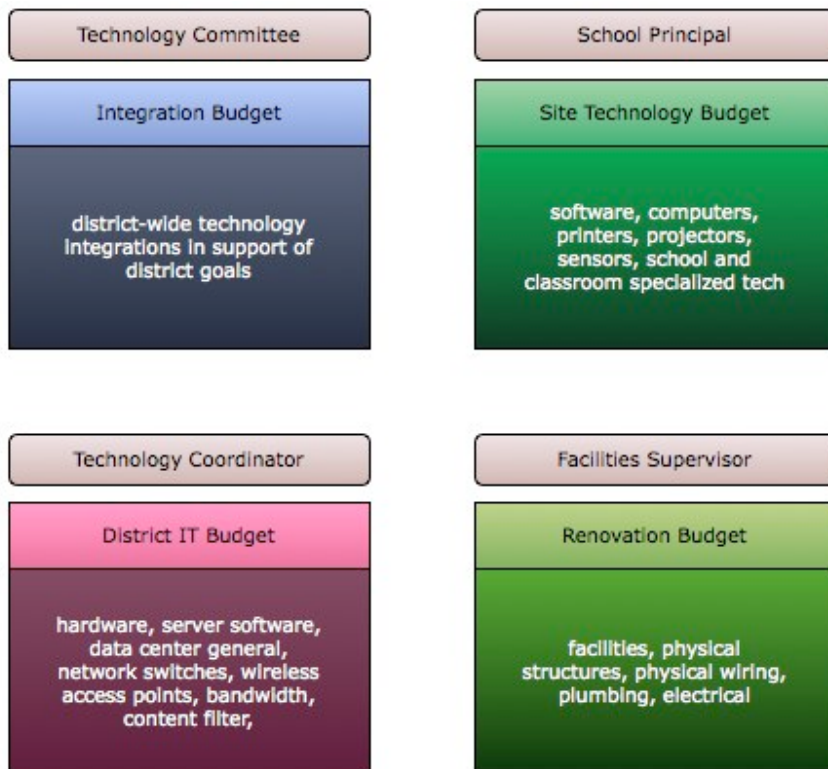 Technology Committee
Integration Budget
district-wide technology
integrations in support of
district goals
School Principal
Site Technology Budget
software, computers,
printers, projectors,
sensors, school and
classroom specialized tech
Technology Coordinator
District IT Budget
hardware, server software,
data center general,
network switches, wireless
access points, bandwidth,
content filter,
Facilities Supervisor
Renovation Budget
facilities, physical
structures, physical wiring,
plumbing, electrical